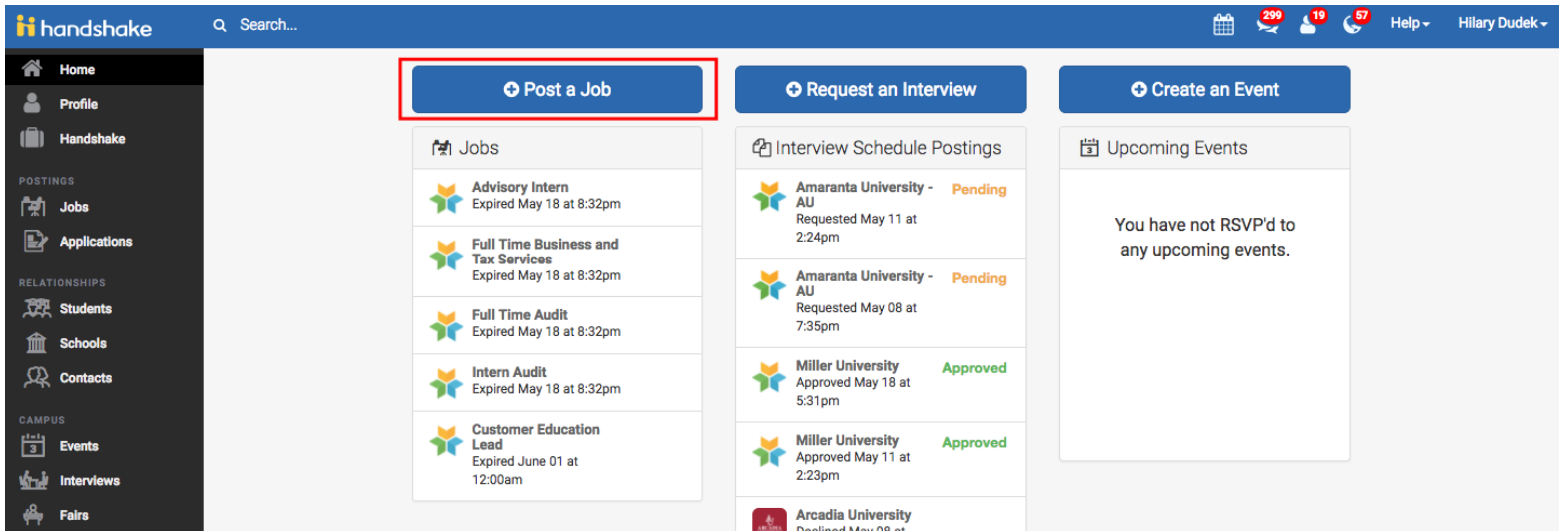 handshake
Search...
299
19
57
Help
Hilary Dudek
Home
Profile
Handshake
POSTINGS
Jobs
Applications
RELATIONSHIPS
Students
Schools
Contacts
CAMPUS
3 Events
Interviews
Fairs
Post a Job
Jobs
Advisory Intern
Expired May 18 at 8:32pm
Full Time Business and
Tax Services
Expired May 18 at 8:32pm
Full Time Audit
Expired May 18 at 8:32pm
Intern Audit
Expired May 18 at 8:32pm
Customer Education
Lead
Expired June 01 at
12:00am
Request an Interview
Interview Schedule Postings
Amaranta University - Pending
AU
Requested May 11 at
2:24pm
Amaranta University - Pending
AU
Requested May 08 at
7:35pm
Miller University Approved
Approved May 18 at
5:31pm
Miller University Approved
Approved May 11 at
2:23pm
Arcadia University
Declined May 08 at
Create an Event
3 Upcoming Events
You have not RSVP'd to
any upcoming events.